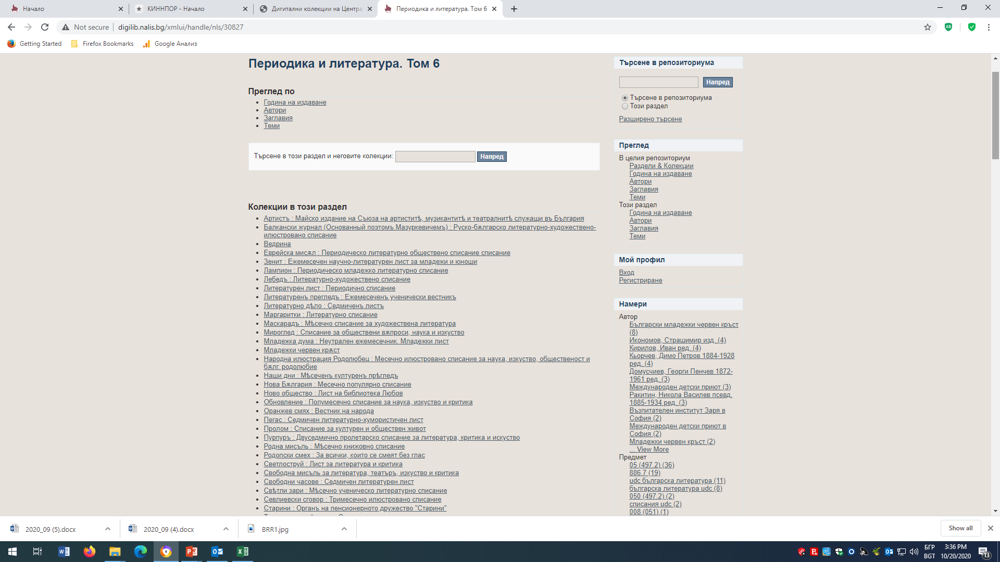 Начало
КИННПОР - Начало
Дигитални колекции на Центра
Периодика и литература. Том 6
Not secure
digilib.nalis.bg/xmlui/handle/nls/30827
Getting Started
Firefox Bookmarks
Google Анализ
Периодика и литература. Том 6
Преглед по
Година на издаване
Автори
Заглавия
Теми
Търсене в този раздел и неговите колекции:
Напред
Колекции в този раздел
Артистъ : Майско издание на Съюза на артиститѣ, музикантитѣ и театралнитѣ служащи въ България
Балкански журнал (Основанный поэтомъ Мазуркевичемъ) : Руско-бѫлгарско литературно-художествено-
илюстровано списание
Ведрина
Еврейска мисѫл : Периодическо литературно обществено списание списание
Зенит : Ежемесечен научно-литературен лист за младежи и юноши
Лампион : Периодическо младежко литературно списание
Лебедъ : Литературно-художествено списание
Литературен лист : Периодично списание
Литературенъ прегледъ : Ежемесеченъ ученически вестникъ
Литературно дѣло : Седмиченъ листъ
Маргаритки : Литературно списание
Маскарадъ : Мѣсечно списание за художествена литература
Мироглед : Списание за обществени вѫпроси, наука и изкуство
Младежка дума : Неутрален ежемесечник. Младежки лист
Младежки червен крѫст
Народна илюстрация Родолюбец : Месечно илюстровано списание за наука, изкуство, общественост и
бѫлг. родолюбие
Наши дни : Мѣсеченъ културенъ прѣгледъ
Нова Бѫлгария : Месечно популярно списание
Ново общество : Лист на библиотека Любов
Обновление : Полумесечно списание за наука, изкуство и критика
Оранжев смях : Вестник на народа
Пегас : Седмичен литературно-хумористичен лист
Пролом : Списание за културен и обществен живот
Пурпуръ : Двуседмично пролетарско списание за литература, критика и искуство
Родна мисъль : Мѣсечно книжовно списание
Родопски смех : За всички, които се смеят без глас
Светлоструй : Лист за литература и критика
Свободна мисъль за литература, театъръ, изкуство и критика
Свободни часове : Седмичен литературен лист
Свѣтли зари : Мѣсечно ученическо литературно списание
Севлиевски сговор : Тримесечно илюстровано списание
Старини : Органъ на пенсионерното дружество "Старини"
Търсене в репозиториума
Напред
Търсене в репозиториума
Този раздел
Разширено търсене
Преглед
В целия репозиториум
Раздели & Колекции
Година на издаване
Автори
Заглавия
Теми
Този раздел
Година на издаване
Автори
Заглавия
Теми
Мой профил
Вход
Регистриране
Намери
Автор
Български младежки червен кръст
(8)
Икономов, Страшимир изд. (4)
Кирилов, Иван ред. (4)
Кьорчев, Димо Петров 1884-1928
ред. (4)
Домусчиев, Георги Пенчев 1872-
1961 ред. (3)
Международен детски приют (3)
Ракитин, Никола Василев псевд.
1885-1934 ред. (3)
Възпитателен институт Заря в
София (2)
Международен детски приют в
София (2)
Младежки червен кръст (2)
... View More
Предмет
05 (497.2) (36)
886.7 (19)
udc българска литература (11)
българска литература udc (8)
050 (497.2) (2)
списания udc (2)
008 (051) (1)
2020_09 (5).docx
2020_09 (4).docx
BRR1.jpg
Show all
БГР
BGT
3:36 PM
10/20/2020
13